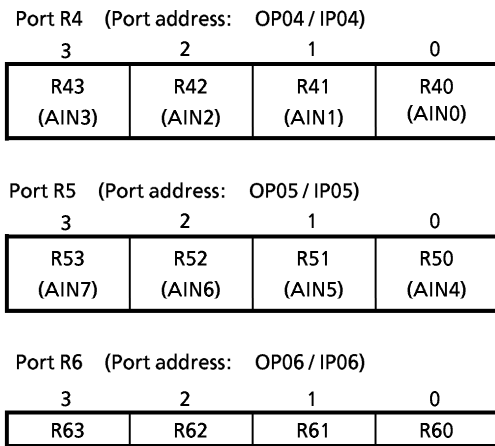 Port R4 (Port address: OP04 / IP04)
3 2 1 0
R43 R42 R41 R40
(AIN3) (AIN2) (AIN1) (AIN0)
Port R5 (Port address: OP05 / IP05)
3 2 1 0
R53 R52 R51 R50
(AIN7) (AIN6) (AIN5) (AIN4)
Port R6 (Port address: OP06 / IP06)
3 2 1 0
R63 R62 R61 R60